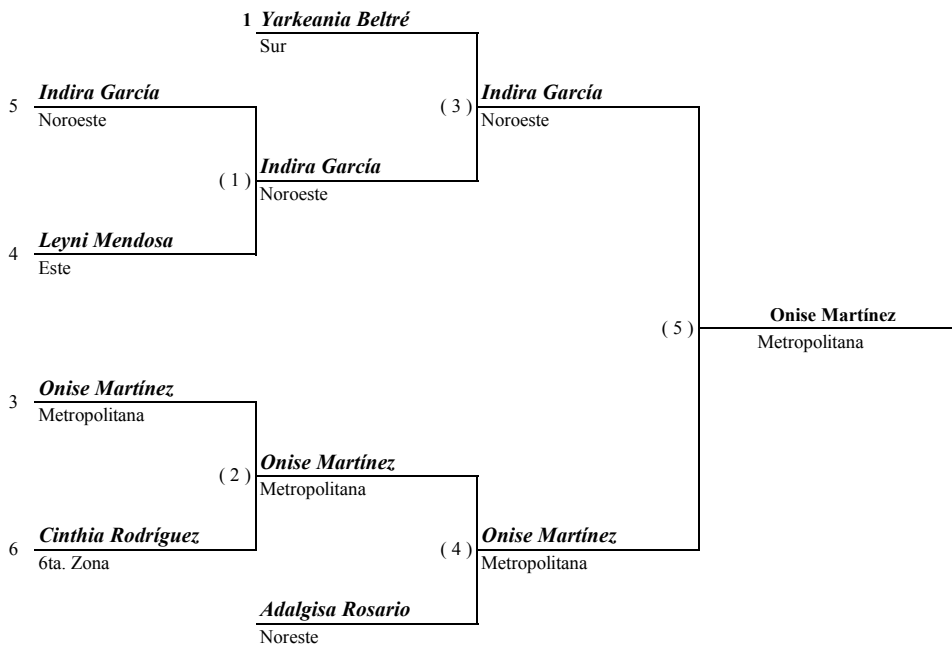 1 Yarkeania Beltré
Sur
5 Indira García
Noroeste
( 3 ) Indira García
Noroeste
( 1 ) Indira García
Noroeste
4 Leyni Mendosa
Este
( 5 ) Onise Martínez
Metropolitana
3 Onise Martínez
Metropolitana
( 2 ) Onise Martínez
Metropolitana
6 Cinthia Rodríguez
6ta. Zona
( 4 ) Onise Martínez
Metropolitana
Adalgisa Rosario
Noreste